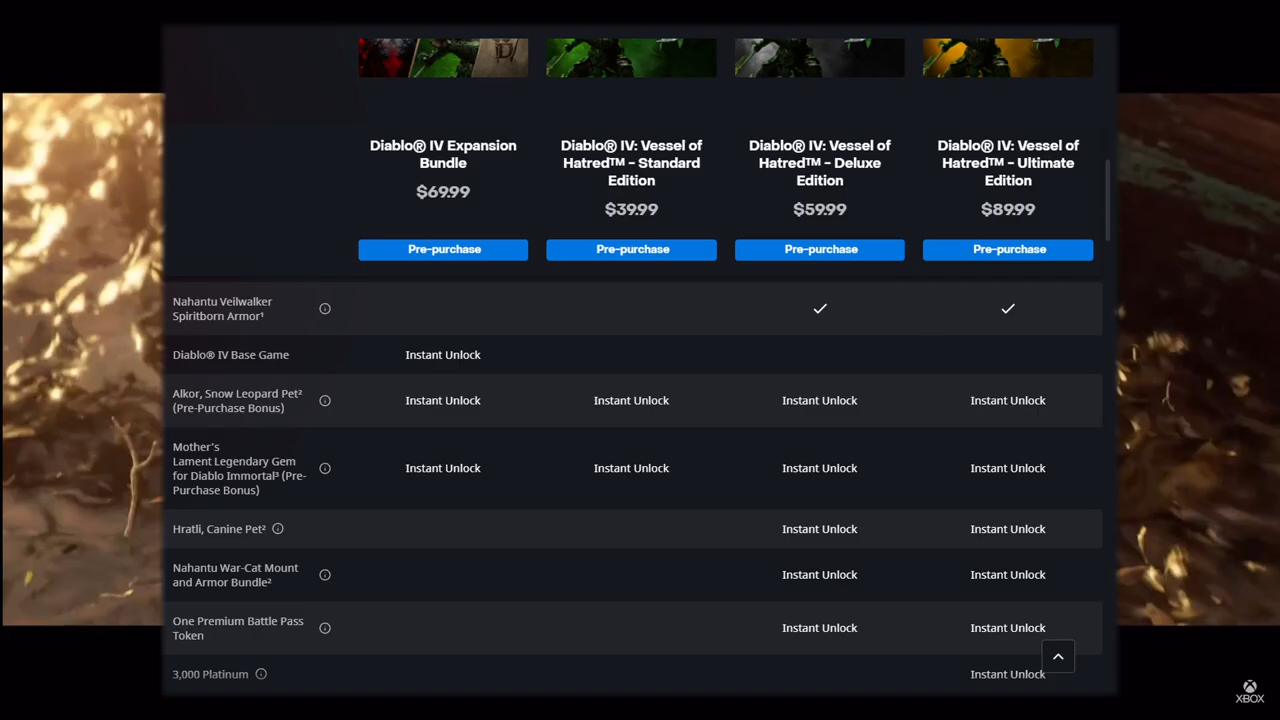 Diablo® IV Expansion
Bundle
$69.99
Pre-purchase
Diablo® IV: Vessel of
Hatred™ - Standard
Edition
$39.99
Pre-purchase
Diablo® IV: Vessel of
Hatred™ - Deluxe
Edition
$59.99
Pre-purchase
Diablo® IV: Vessel of
Hatred™ - Ultimate
Edition
$89.99
Pre-purchase
Nahantu Veilwalker
Spiritborn Armor¹
Diablo® IV Base Game
Instant Unlock
Alkor, Snow Leopard Pet²
(Pre-Purchase Bonus)
Instant Unlock
Instant Unlock
Instant Unlock
Instant Unlock
Mother's
Lament Legendary Gem
for Diablo Immortal³ (Pre-
Purchase Bonus)
Instant Unlock
Instant Unlock
Instant Unlock
Instant Unlock
Hratli, Canine Pet²
Instant Unlock
Instant Unlock
Nahantu War-Cat Mount
and Armor Bundle²
Instant Unlock
Instant Unlock
One Premium Battle Pass
Token
Instant Unlock
Instant Unlock
3,000 Platinum
Instant Unlock
XBOX